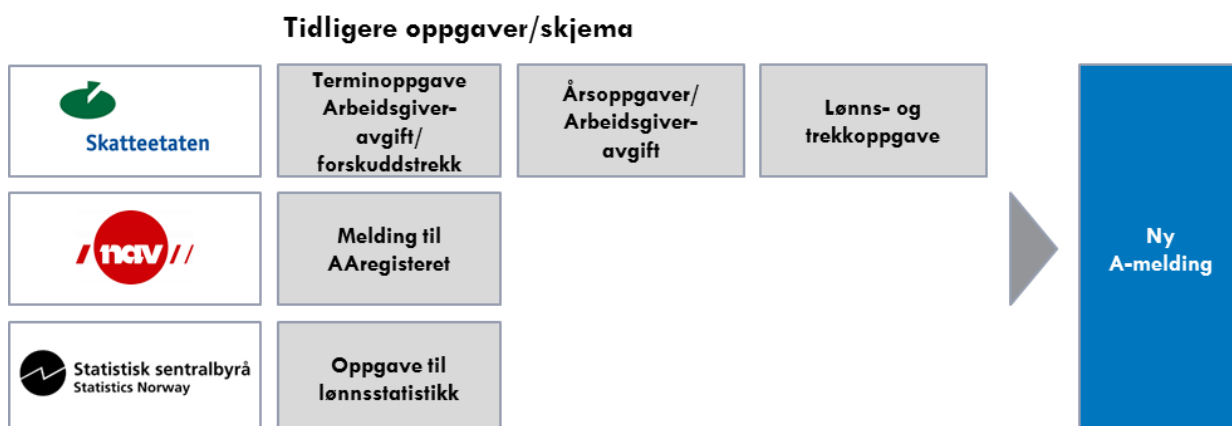 Tidligere oppgaver/skjema
Skatteetaten
Terminoppgave
Arbeidsgiver-
avgift/
forskuddstrekk
Årsoppgaver/
Arbeidsgiver-
avgift
Lønns- og
trekkoppgave
nav
Melding til
AAregisteret
Statistisk sentralbyrå
Statistics Norway
Oppgave til
lønnsstatistikk
Ny
A-melding